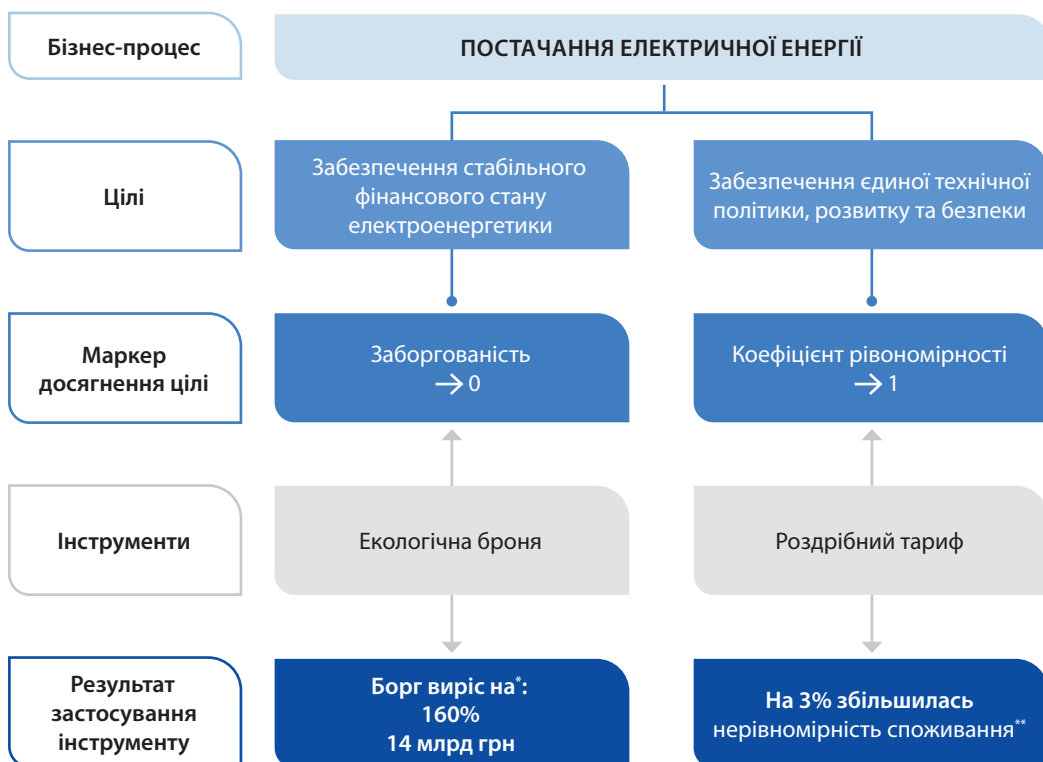 Бізнес-процес
ПОСТАЧАННЯ ЕЛЕКТРИЧНОЇ ЕНЕРГІЇ
Цілі
Забезпечення стабільного
фінансового стану
електроенергетики
Забезпечення єдиної технічної
політики, розвитку та безпеки
Маркер
досягнення цілі
Заборгованість
→ 0
Коефіцієнт рівономірності
→ 1
Інструменти
Екологічна броня
Роздрібний тариф
Результат
застосування
інструменту
Борг виріс на*:
160%
14 млрд грн
На 3% збільшилась
нерівномірність споживання**